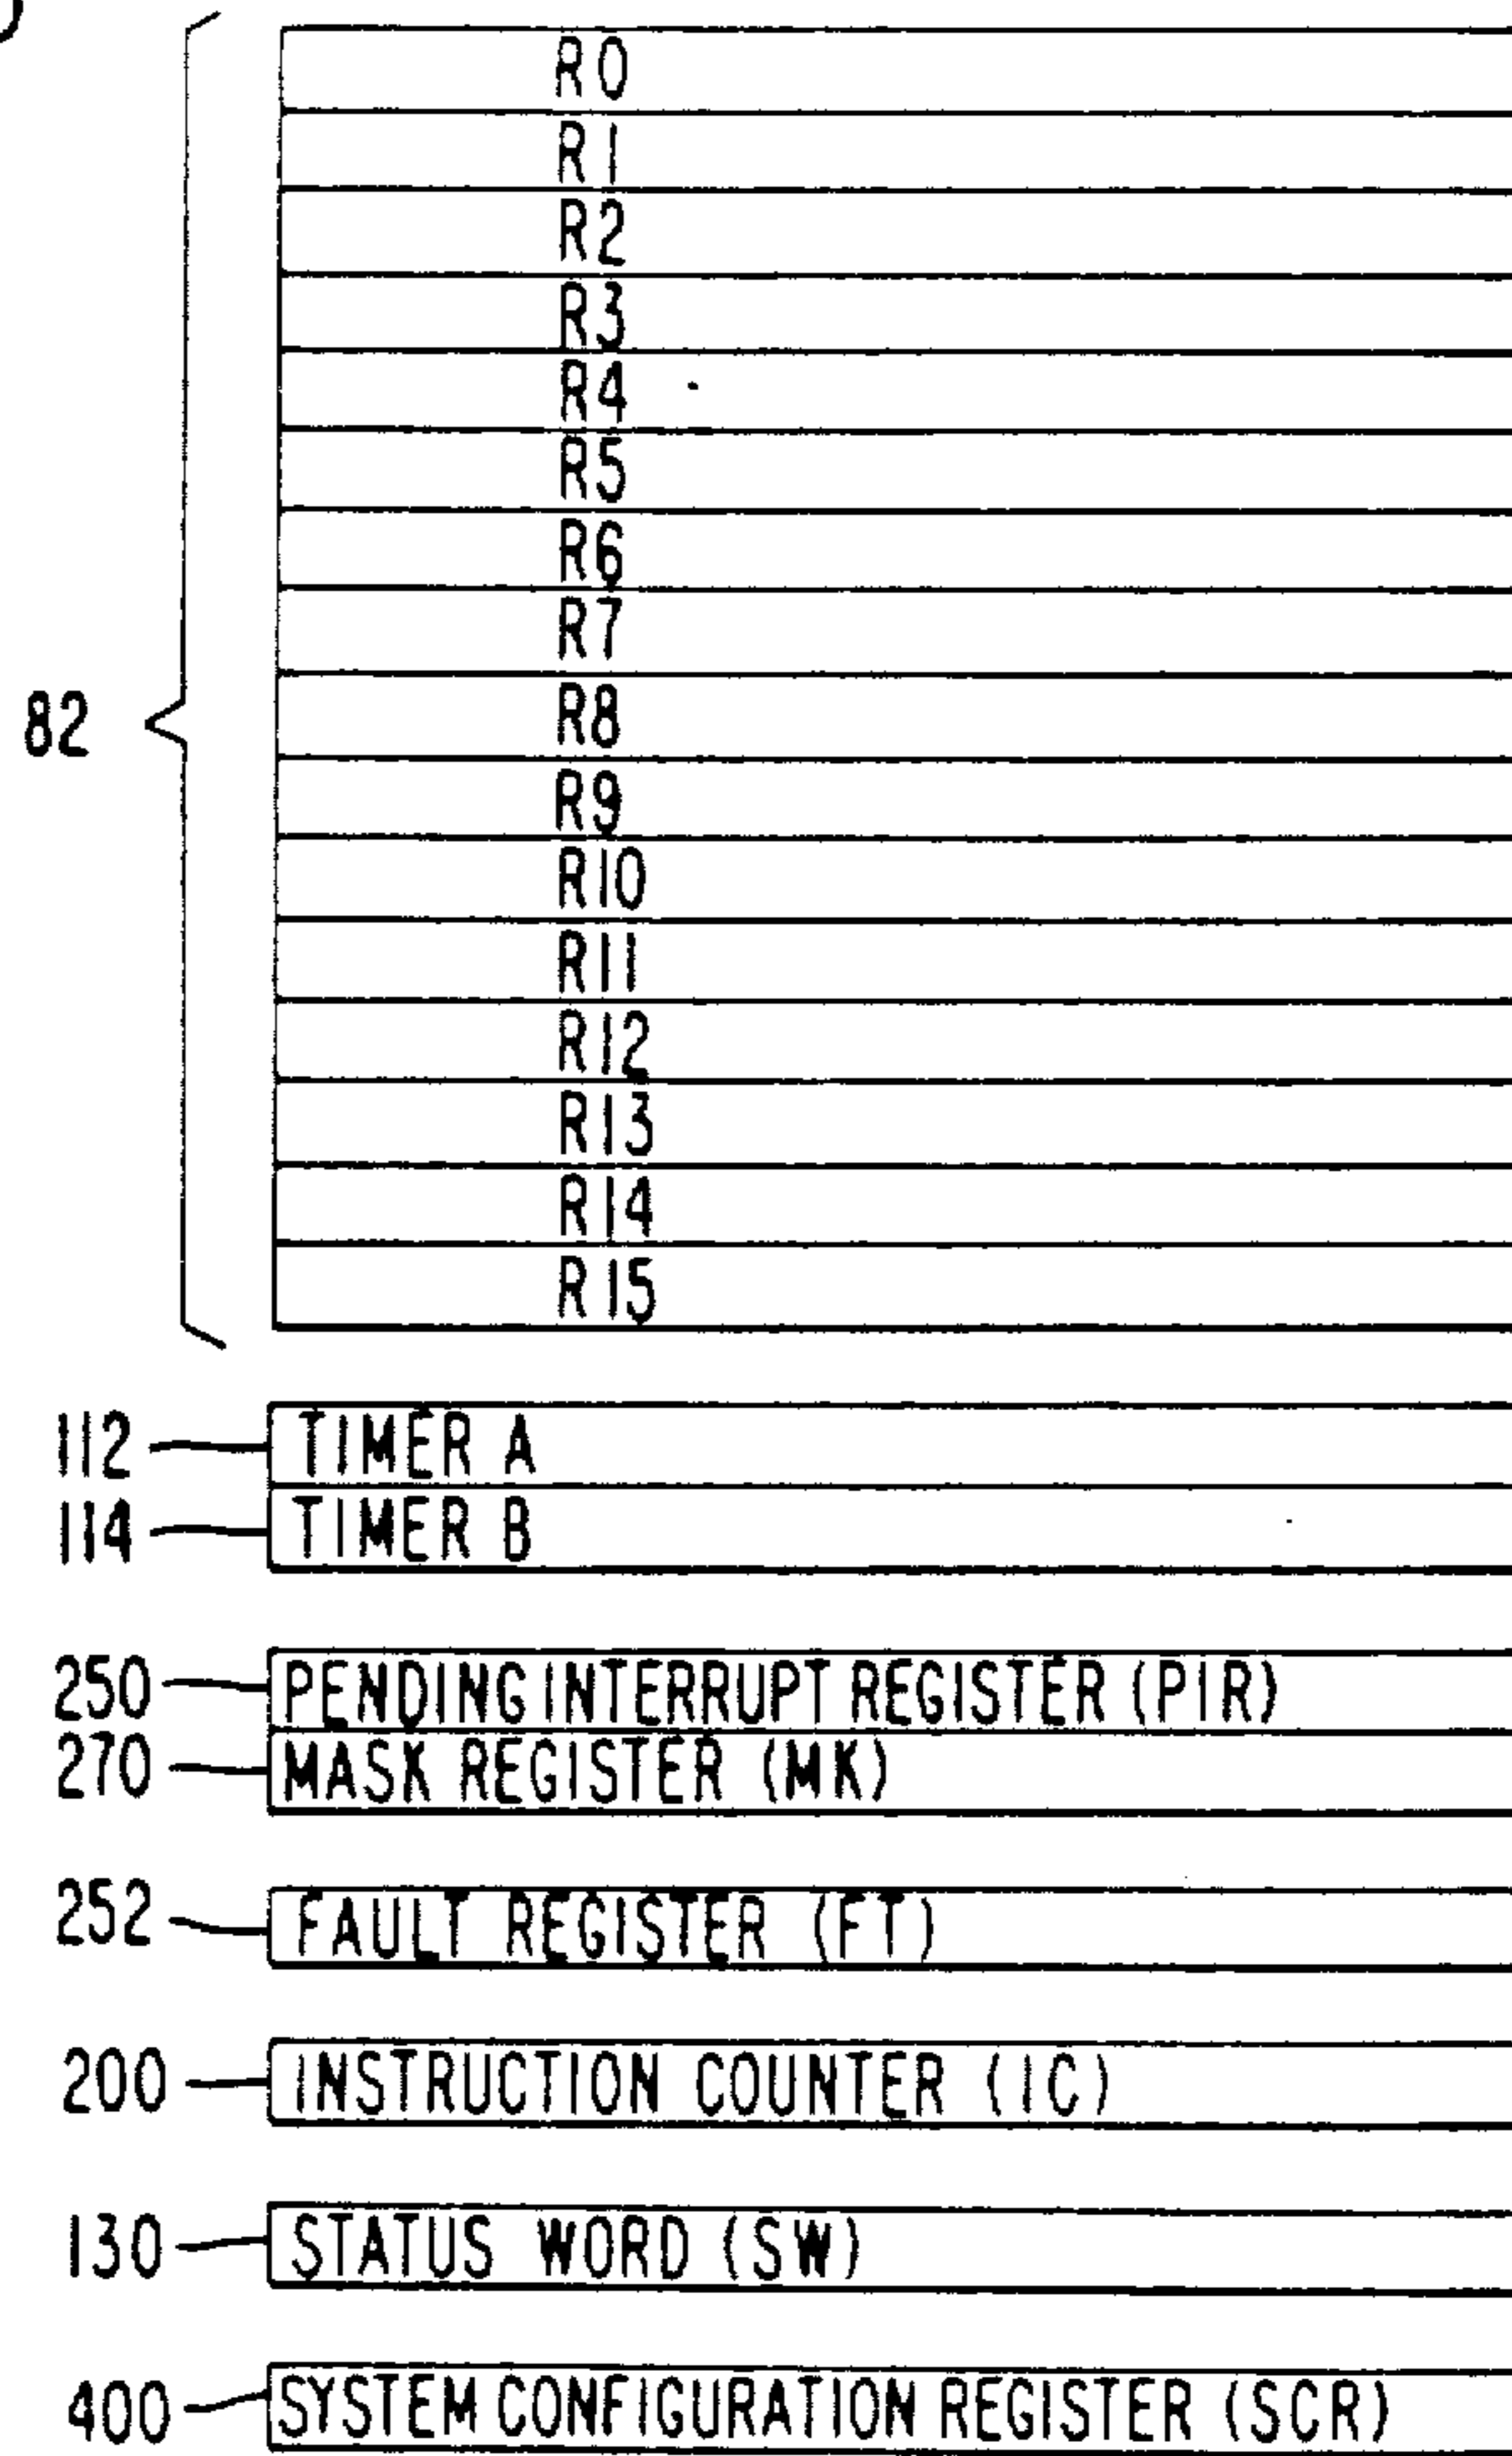 R0
R1
R2
R3
R4
R5
R6
R7
82
R8
R9
R10
R11
R12
R13
R14
R15
112 TIMER A
114 TIMER B
250 PENDING INTERRUPT REGISTER (PIR)
270 MASK REGISTER (MK)
252 FAULT REGISTER (FT)
200 INSTRUCTION COUNTER (IC)
130 STATUS WORD (SW)
400 SYSTEM CONFIGURATION REGISTER (SCR)